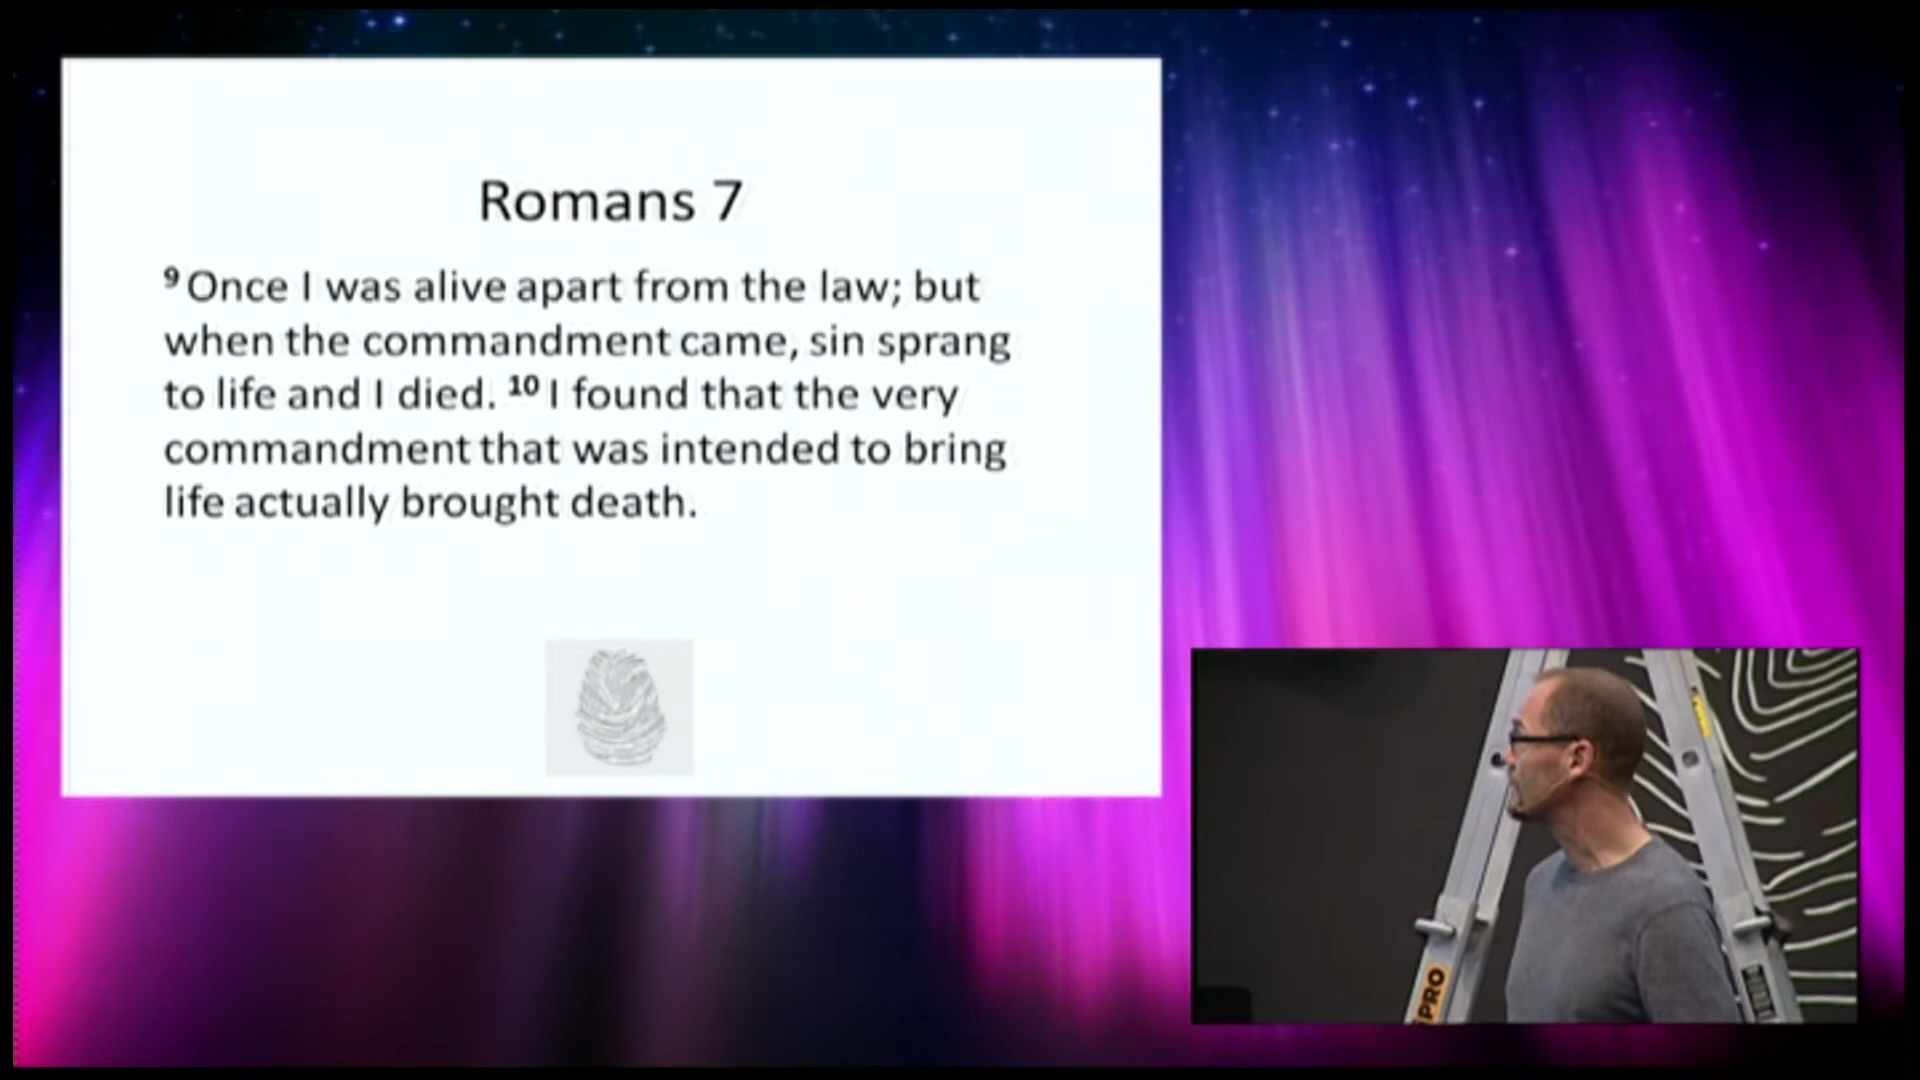 Romans 7
9 Once I was alive apart from the law; but
when the commandment came, sin sprang
to life and I died. 10 I found that the very
commandment that was intended to bring
life actually brought death.
PRO